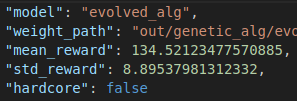 "model": "evolved_alg",
"weight_path": "out/genetic_alg/evo
"mean_reward": 134.52123477570885,
"std_reward": 8.89537981312332,
"hardcore": false